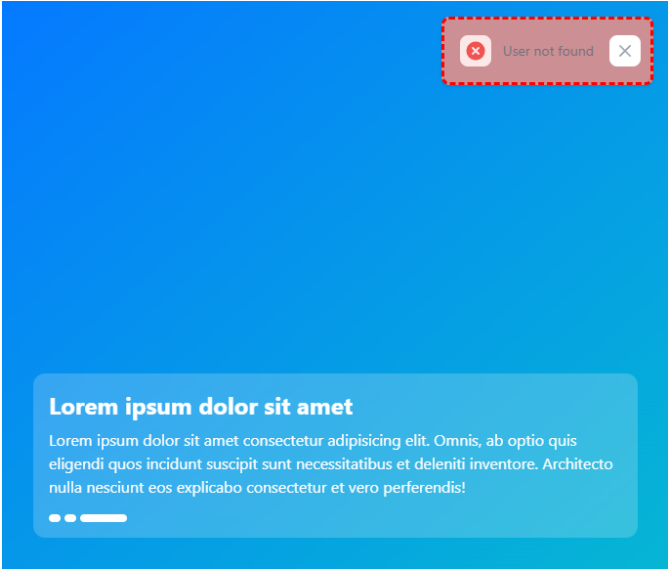 User not found
Lorem ipsum dolor sit amet
Lorem ipsum dolor sit amet consectetur adipisicing elit. Omnis, ab optio quis
eligendi quos incidunt suscipit sunt necessitatibus et deleniti inventore. Architecto
nulla nesciunt eos explicabo consectetur et vero perferendis!